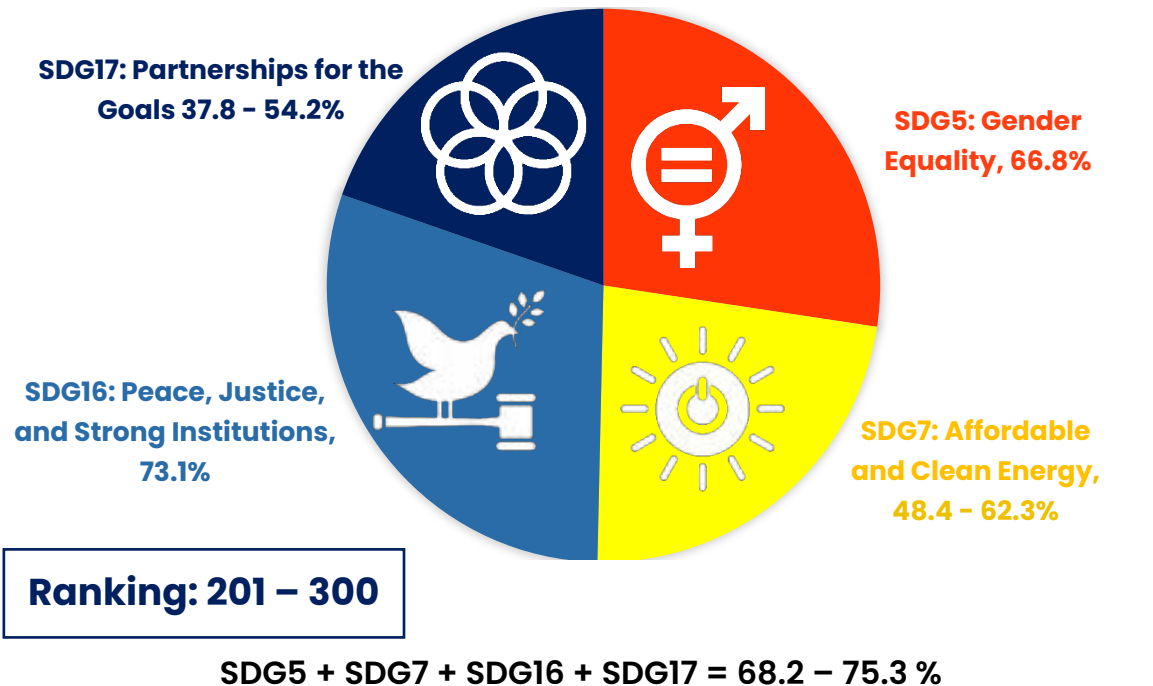 SDG17: Partnerships for the
Goals 37.8 - 54.2%
SDG5: Gender
Equality, 66.8%
SDG16: Peace, Justice,
and Strong Institutions,
73.1%
SDG7: Affordable
and Clean Energy,
48.4 - 62.3%
Ranking: 201 – 300
SDG5 + SDG7 + SDG16 + SDG17 = 68.2 – 75.3 %